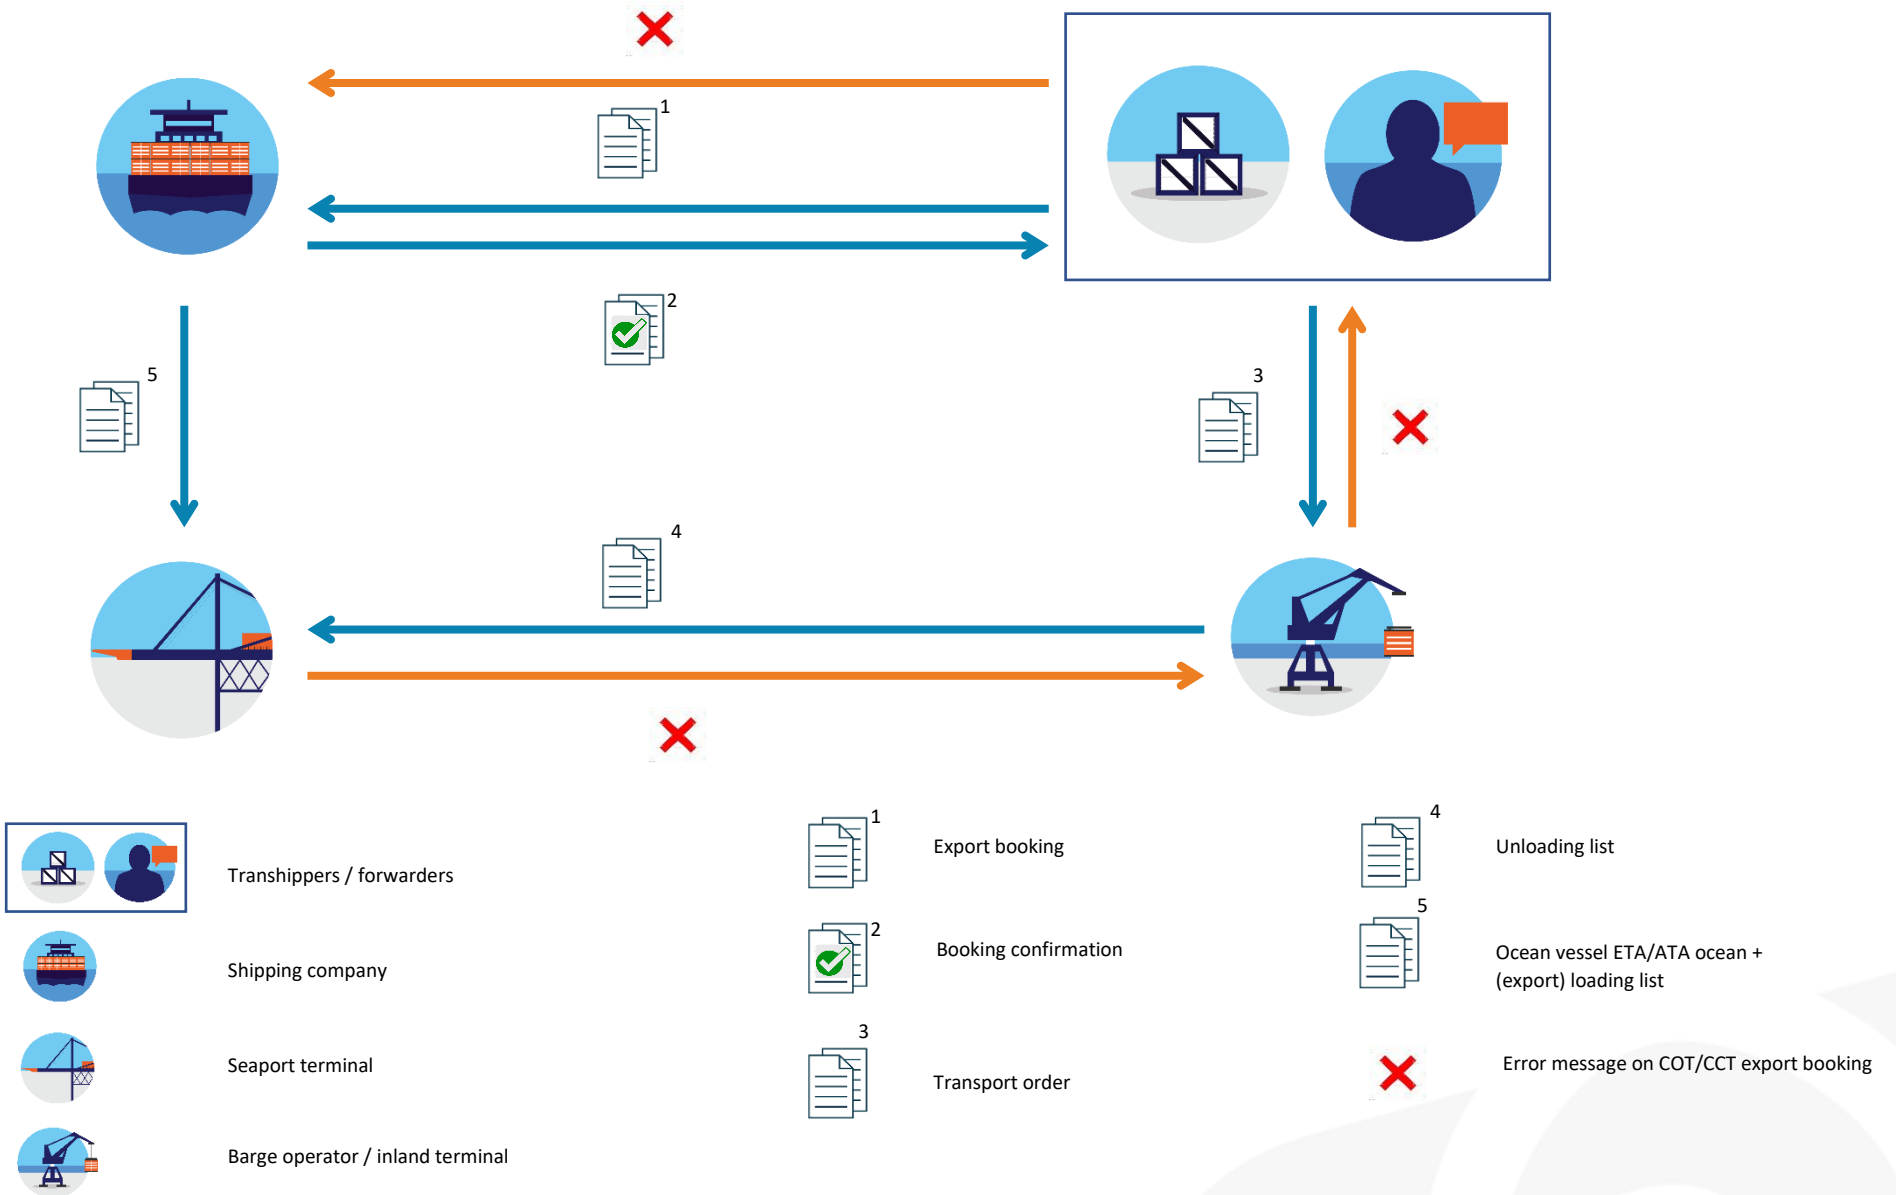 1
2
5
3
4
Transhippers / forwarders
Shipping company
Seaport terminal
Barge operator / inland terminal
1
Export booking
2
Booking confirmation
3
Transport order
4
Unloading list
5
Ocean vessel ETA/ATA ocean +
(export) loading list
Error message on COT/CCT export booking